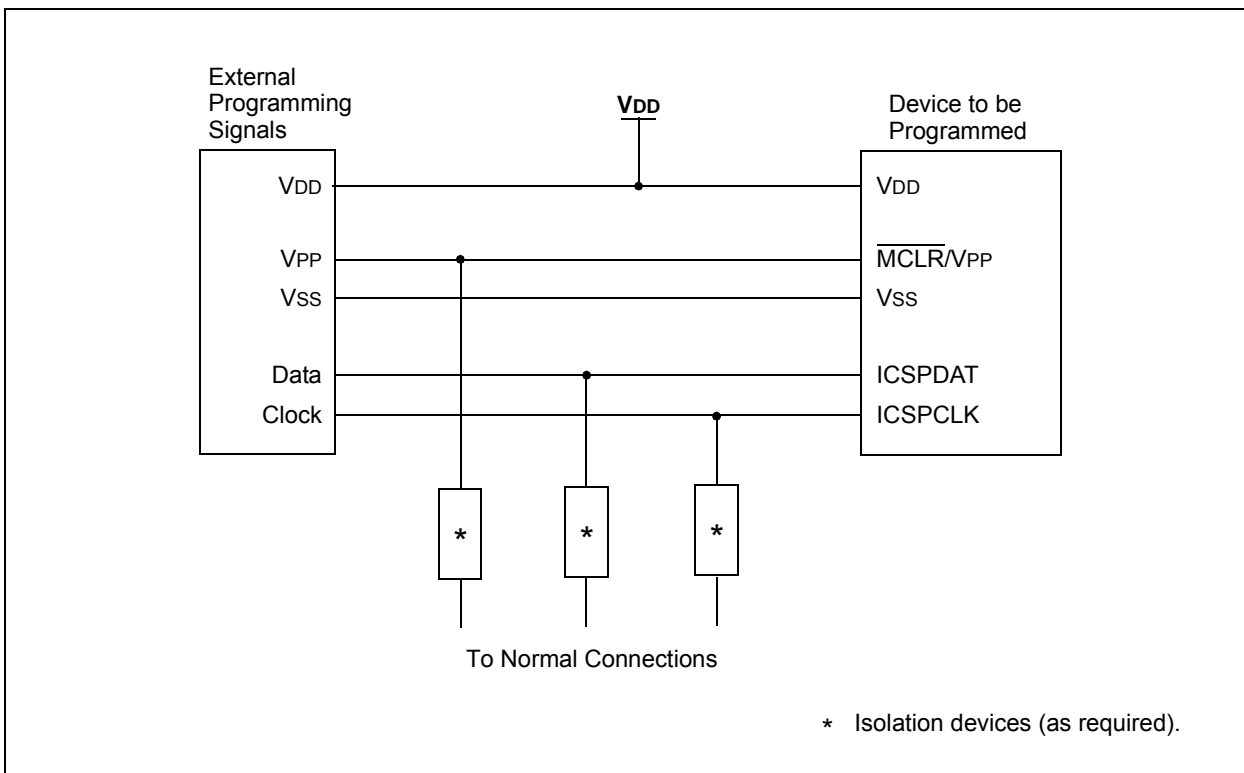 External
Programming
Signals
VDD
Device to be
Programmed
VDD
VPP
VSS
Data
Clock
VDD
MCLR/VPP
VSS
ICSPDAT
ICSPCLK
*
*
*
To Normal Connections
* Isolation devices (as required).